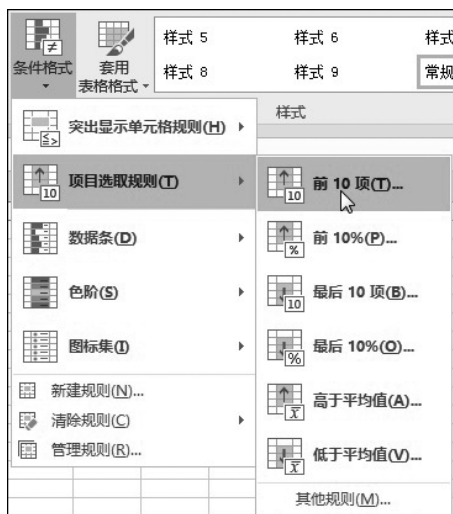 样式 5
样式 6
样式
条件格式
套用
表格格式
样式 8
样式 9
常规
样式
突出显示单元格规则(H)
项目选取规则(T)
数据条(D)
色阶(S)
图标集(I)
新建规则(N)...
清除规则(C)
管理规则(R)...
10
前 10 项(T)...
10
%
前 10%(P)...
10
最后 10 项(B)...
%
最后 10%(O)...
x̄
高于平均值(A)...
x̄
低于平均值(V)...
其他规则(M)...